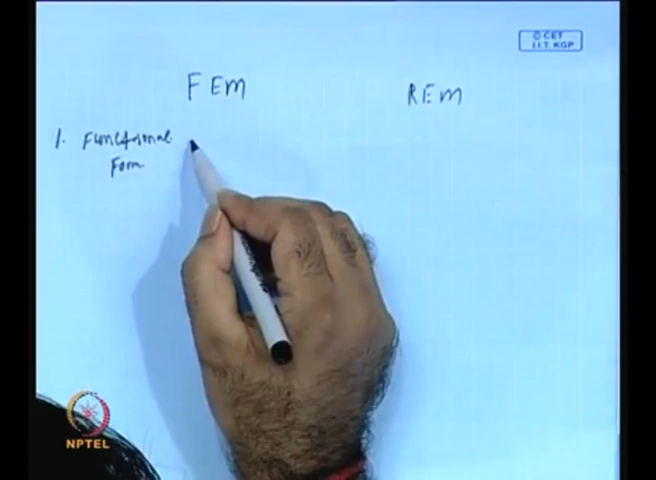 © CET
I.I.T. KGP
FEM REM
1. Functional
Form
NPTEL